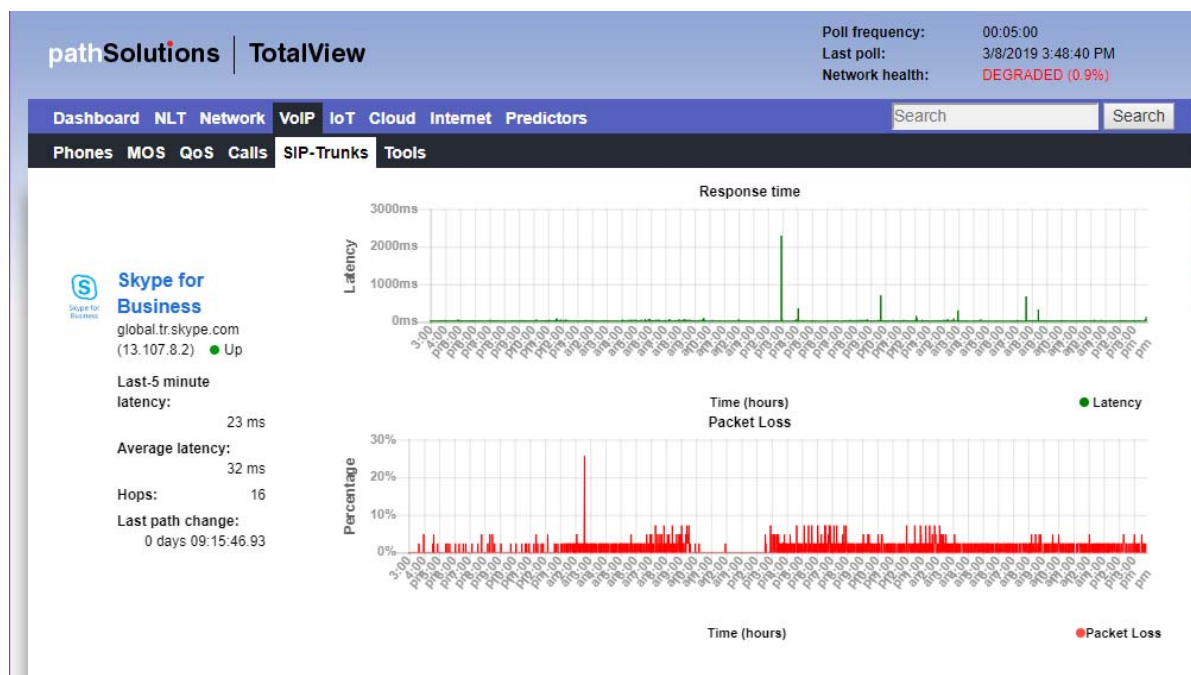 pathSolutions | TotalView
Poll frequency: 00:05:00
Last poll: 3/8/2019 3:48:40 PM
Network health: DEGRADED (0.9%)
Dashboard NLT Network VoIP IoT Cloud Internet Predictors
Search Search
Phones MOS QoS Calls SIP-Trunks Tools
Skype for Business
Skype for
Business
global.tr.skype.com
(13.107.8.2) Up
Last-5 minute
latency:
23 ms
Average latency:
32 ms
Hops: 16
Last path change:
0 days 09:15:46.93
Response time
3000ms
2000ms
1000ms
0ms
Latency
Time (hours)
Latency
Packet Loss
30%
20%
10%
0%
Percentage
Time (hours)
Packet Loss